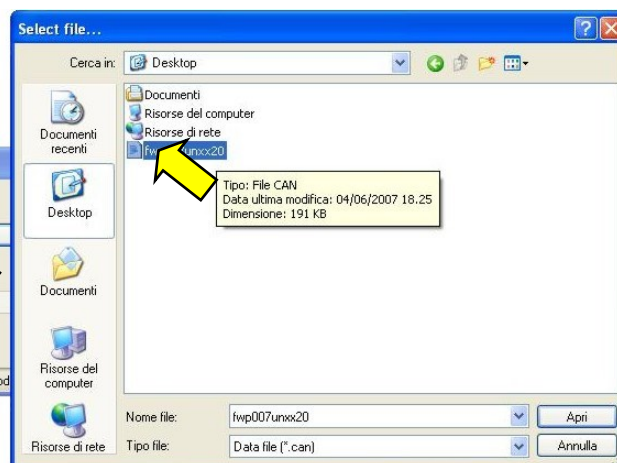 Select file...
Cerca in:
Desktop
Documenti
Risorse del computer
Risorse di rete
unxx20
Tipo: File CAN
Data ultima modifica: 04/06/2007 18.25
Dimensione: 191 KB
Documenti
recenti
Desktop
Documenti
Risorse del
computer
Risorse di rete
Nome file:
fwp007unxx20
Apri
Tipo file:
Data file (*.can)
Annulla